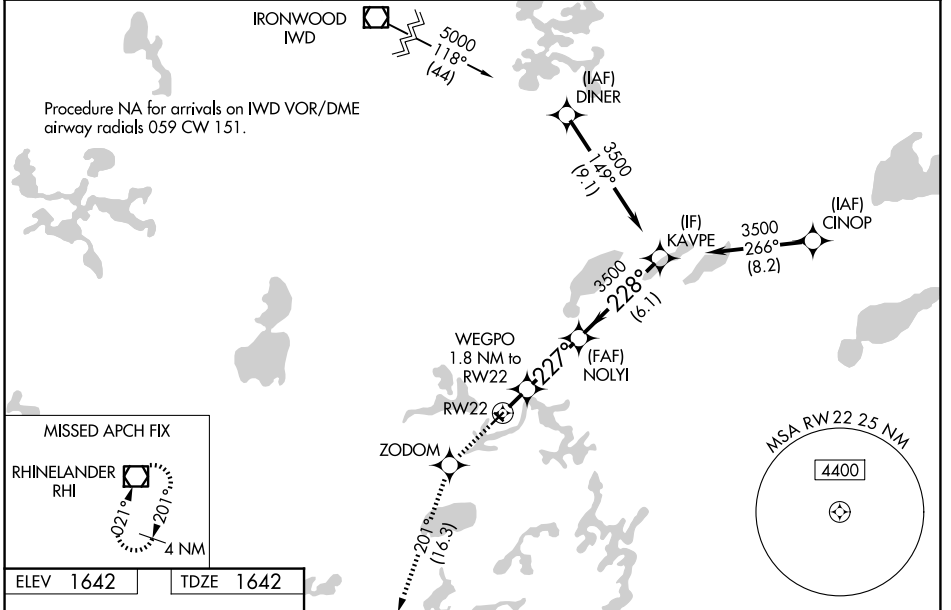 IRONWOOD
IWD
5000
118°
(44)
Procedure NA for arrivals on IWD VOR/DME
airway radials 059 CW 151.
(IAF)
DINER
3500
149°
(9.1)
(IAF)
CINOP
3500
266°
(8.2)
(IF)
KAVPE
3500
228°
(6.1)
(FAF)
NOLYI
227°
WEGPO
1.8 NM to
RW22
RW22
ZODOM
201°
(16.3)
MISSED APCH FIX
RHINELANDER
RHI
021°
201°
4 NM
MSA RW 22 25 NM
4400
ELEV 1642
TDZE 1642